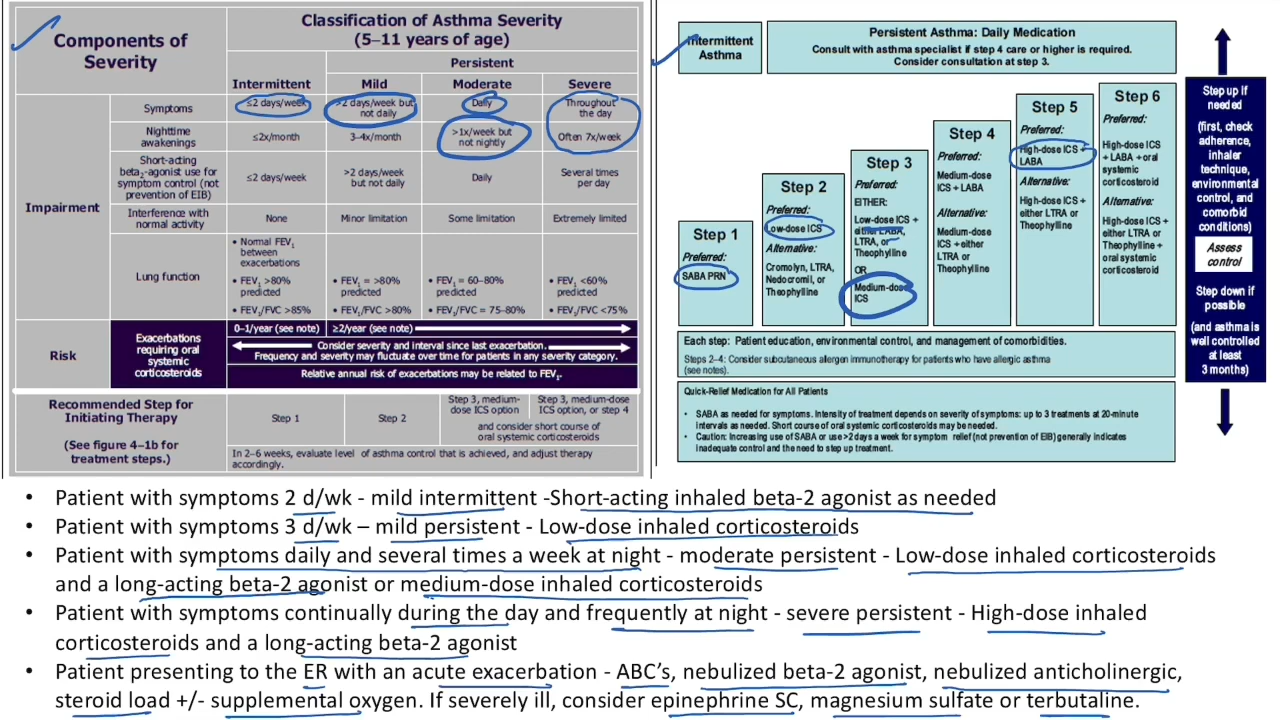 Components of
Severity
Classification of Asthma Severity
(5–11 years of age)
Persistent
Intermittent
Mild
Moderate
Severe
Impairment
Symptoms
≤2 days/week
>2 days/week but
not daily
Daily
Throughout
the day
Nighttime
awakenings
≤2x/month
3–4x/month
>1x/week but
not nightly
Often 7x/week
Short-acting
beta2-agonist use for
symptom control (not
prevention of EIB)
≤2 days/week
>2 days/week
but not daily
Daily
Several times
per day
Interference with
normal activity
None
Minor limitation
Some limitation
Extremely limited
Lung function
• Normal FEV1
between
exacerbations
• FEV1 >80%
predicted
• FEV1/FVC >85%
• FEV1 = >80%
predicted
• FEV1/FVC >80%
• FEV1 = 60–80%
predicted
• FEV1/FVC = 75–80%
• FEV1 <60%
predicted
• FEV1/FVC <75%
Risk
Exacerbations
requiring oral
systemic
corticosteroids
0–1/year (see note)
≥2/year (see note)
Consider severity and interval since last exacerbation.
Frequency and severity may fluctuate over time for patients in any severity category.
Relative annual risk of exacerbations may be related to FEV1.
Recommended Step for
Initiating Therapy
(See figure 4–1b for
treatment steps.)
Step 1
Step 2
Step 3, medium-
dose ICS option
Step 3, medium-dose
ICS option, or step 4
and consider short course of
oral systemic corticosteroids
In 2–6 weeks, evaluate level of asthma control that is achieved, and adjust therapy
accordingly.
Intermittent
Asthma
Persistent Asthma: Daily Medication
Consult with asthma specialist if step 4 care or higher is required.
Consider consultation at step 3.
Step 1
Preferred:
SABA PRN
Step 2
Preferred:
Low-dose ICS
Alternative:
Cromolyn, LTRA,
Nedocromil, or
Theophylline
Step 3
Preferred:
EITHER:
Low-dose ICS +
either LABA,
LTRA, or
Theophylline
OR
Medium-dose
ICS
Step 4
Preferred:
Medium-dose
ICS + LABA
Alternative:
Medium-dose
ICS + either
LTRA or
Theophylline
Step 5
Preferred:
High-dose ICS +
LABA
Alternative:
High-dose ICS +
either LTRA or
Theophylline
Step 6
Preferred:
High-dose ICS
+ LABA + oral
systemic
corticosteroid
Alternative:
High-dose ICS +
either LTRA or
Theophylline +
oral systemic
corticosteroid
Step up if
needed
(first, check
adherence,
inhaler
technique,
environmental
control, and
comorbid
conditions)
Assess
control
Step down if
possible
(and asthma is
well controlled
at least
3 months)
Each step: Patient education, environmental control, and management of comorbidities.
Steps 2–4: Consider subcutaneous allergen immunotherapy for patients who have allergic asthma
(see notes).
Quick-Relief Medication for All Patients
• SABA as needed for symptoms. Intensity of treatment depends on severity of symptoms: up to 3 treatments at 20-minute
intervals as needed. Short course of oral systemic corticosteroids may be needed.
• Caution: Increasing use of SABA or use >2 days a week for symptom relief (not prevention of EIB) generally indicates
inadequate control and the need to step up treatment.
• Patient with symptoms 2 d/wk - mild intermittent -Short-acting inhaled beta-2 agonist as needed
• Patient with symptoms 3 d/wk – mild persistent - Low-dose inhaled corticosteroids
• Patient with symptoms daily and several times a week at night - moderate persistent - Low-dose inhaled corticosteroids
and a long-acting beta-2 agonist or medium-dose inhaled corticosteroids
• Patient with symptoms continually during the day and frequently at night - severe persistent - High-dose inhaled
corticosteroids and a long-acting beta-2 agonist
• Patient presenting to the ER with an acute exacerbation - ABC’s, nebulized beta-2 agonist, nebulized anticholinergic,
steroid load +/- supplemental oxygen. If severely ill, consider epinephrine SC, magnesium sulfate or terbutaline.